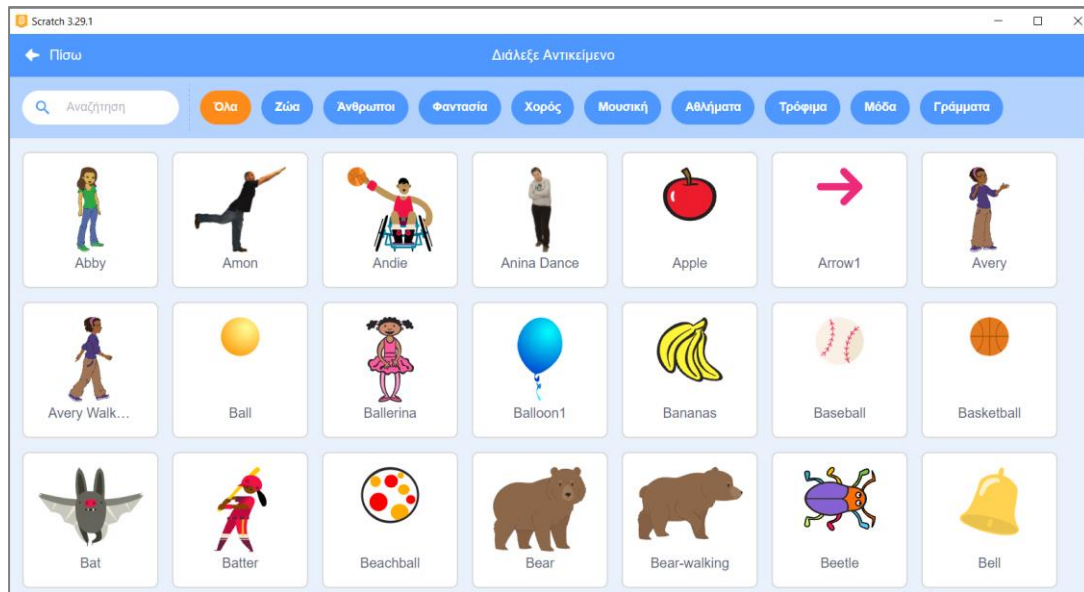 Scratch 3.29.1
Πίσω
Διάλεξε Αντικείμενο
Αναζήτηση
Όλα Ζώα Άνθρωποι Φαντασία Χορός Μουσική Αθλήματα Τρόφιμα Μόδα Γράμματα
Abby Amon Andie Anina Dance Apple Arrow1 Avery
Avery Walk... Ball Ballerina Balloon1 Bananas Baseball Basketball
Bat Batter Beachball Bear Bear-walking Beetle Bell